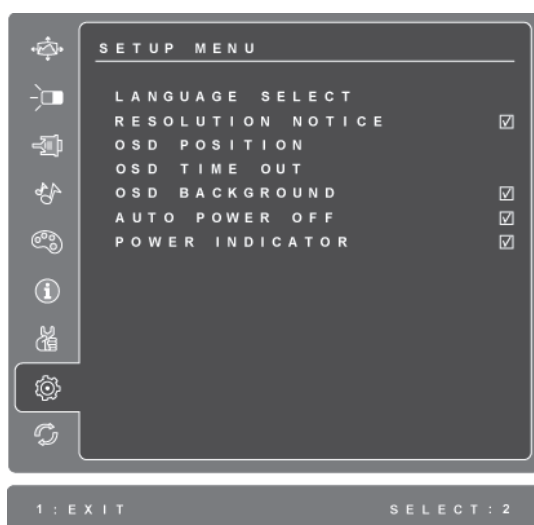 SETUP MENU
LANGUAGE SELECT
RESOLUTION NOTICE
OSD POSITION
OSD TIME OUT
OSD BACKGROUND
AUTO POWER OFF
POWER INDICATOR
1:EXIT SELECT:2